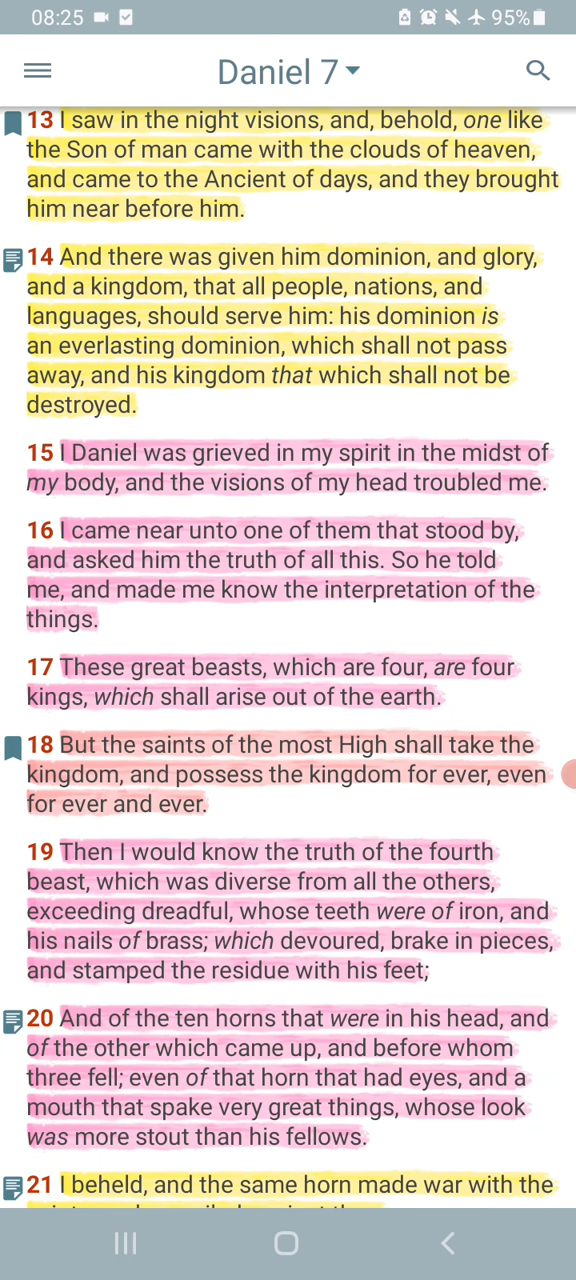 08:25 95%
Daniel 7
13 I saw in the night visions, and, behold, one like
the Son of man came with the clouds of heaven,
and came to the Ancient of days, and they brought
him near before him.
14 And there was given him dominion, and glory,
and a kingdom, that all people, nations, and
languages, should serve him: his dominion is
an everlasting dominion, which shall not pass
away, and his kingdom that which shall not be
destroyed.
15 I Daniel was grieved in my spirit in the midst of
my body, and the visions of my head troubled me.
16 I came near unto one of them that stood by,
and asked him the truth of all this. So he told
me, and made me know the interpretation of the
things.
17 These great beasts, which are four, are four
kings, which shall arise out of the earth.
18 But the saints of the most High shall take the
kingdom, and possess the kingdom for ever, even
for ever and ever.
19 Then I would know the truth of the fourth
beast, which was diverse from all the others,
exceeding dreadful, whose teeth were of iron, and
his nails of brass; which devoured, brake in pieces,
and stamped the residue with his feet;
20 And of the ten horns that were in his head, and
of the other which came up, and before whom
three fell; even of that horn that had eyes, and a
mouth that spake very great things, whose look
was more stout than his fellows.
21 I beheld, and the same horn made war with the